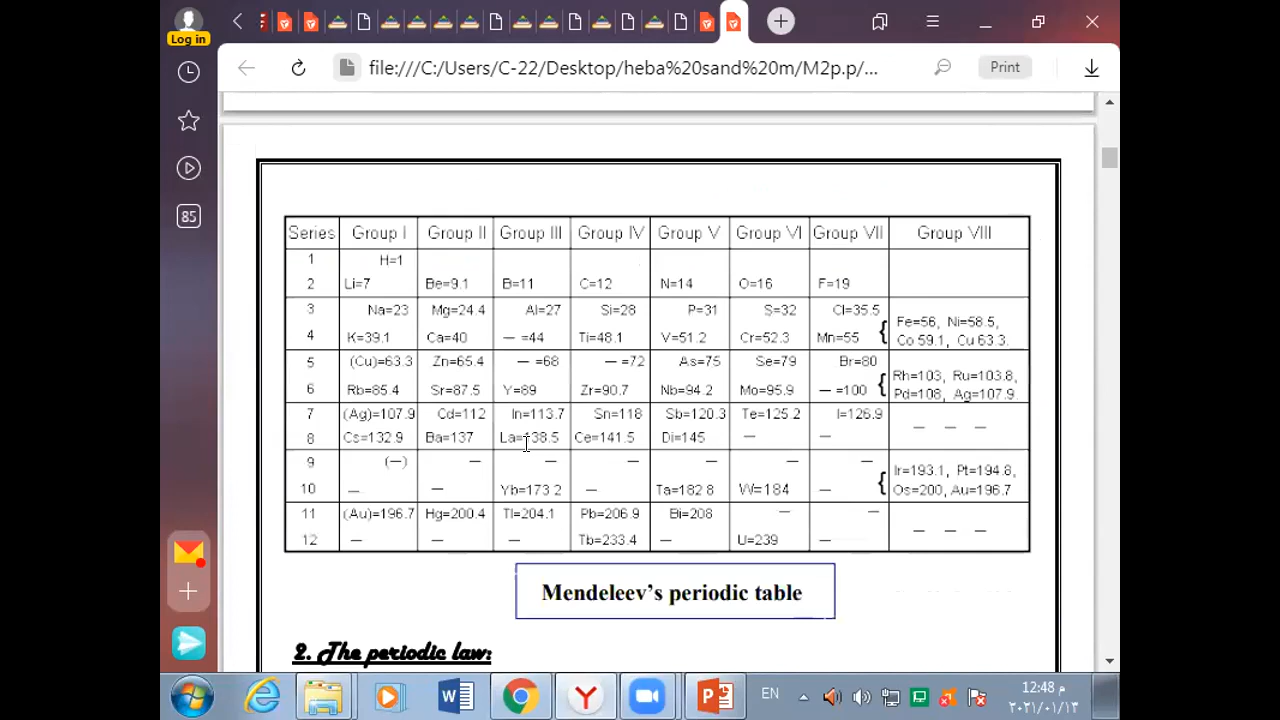 Log in
file:///C:/Users/C-22/Desktop/heba%20sand%20m/M2p.p/...
Print
85
Series Group I Group II Group III Group IV Group V Group VI Group VII Group VIII
1 H=1
2 Li=7 Be=9.1 B=11 C=12 N=14 O=16 F=19
3 Na=23 Mg=24.4 Al=27 Si=28 P=31 S=32 Cl=35.5
4 K=39.1 Ca=40 — =44 Ti=48.1 V=51.2 Cr=52.3 Mn=55 { Fe=56, Ni=58.5,
Co 59.1, Cu 63.3.
5 (Cu)=63.3 Zn=65.4 — =68 — =72 As=75 Se=79 Br=80
6 Rb=85.4 Sr=87.5 Y=89 Zr=90.7 Nb=94.2 Mo=95.9 — =100 { Rh=103, Ru=103.8,
Pd=108, Ag=107.9.
7 (Ag)=107.9 Cd=112 In=113.7 Sn=118 Sb=120.3 Te=125.2 I=126.9
8 Cs=132.9 Ba=137 La=138.5 Ce=141.5 Di=145 — — — — —
9 (—) — — — — — —
10 — — Yb=173.2 — Ta=182.8 W=184 — { Ir=193.1, Pt=194.8,
Os=200, Au=196.7
11 (Au)=196.7 Hg=200.4 Tl=204.1 Pb=206.9 Bi=208 — —
12 — — — Tb=233.4 — U=239 — — — —
Mendeleev’s periodic table
2. The periodic law:
EN
12:48 م
٢٠٢١/٠١/١٣